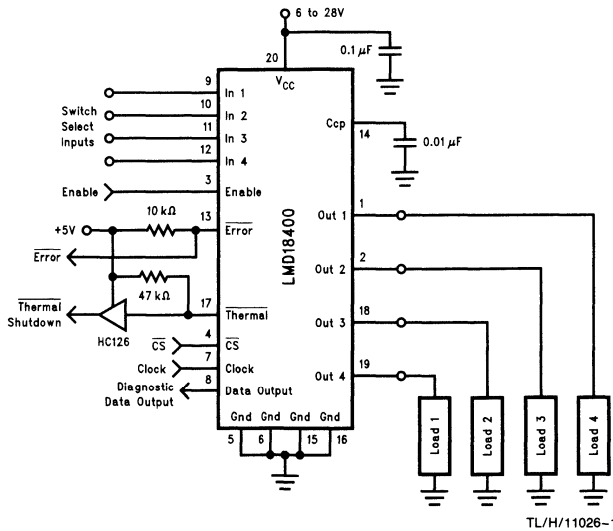 6 to 28V
0.1 μF
20
VCC
9
In 1
10
In 2
11
In 3
12
In 4
Switch
Select
Inputs
3
Enable
Enable
+5V
10 kΩ
13
Error
Error
47 kΩ
17
Thermal
Thermal
Shutdown
HC126
4
CS
CS
7
Clock
Clock
8
Diagnostic
Data Output
Data Output
LMD18400
Ccp
14
0.01 μF
1
Out 1
2
Out 2
18
Out 3
19
Out 4
Gnd Gnd Gnd Gnd
5 6 15 16
Load 1
Load 2
Load 3
Load 4
TL/H/11026-1